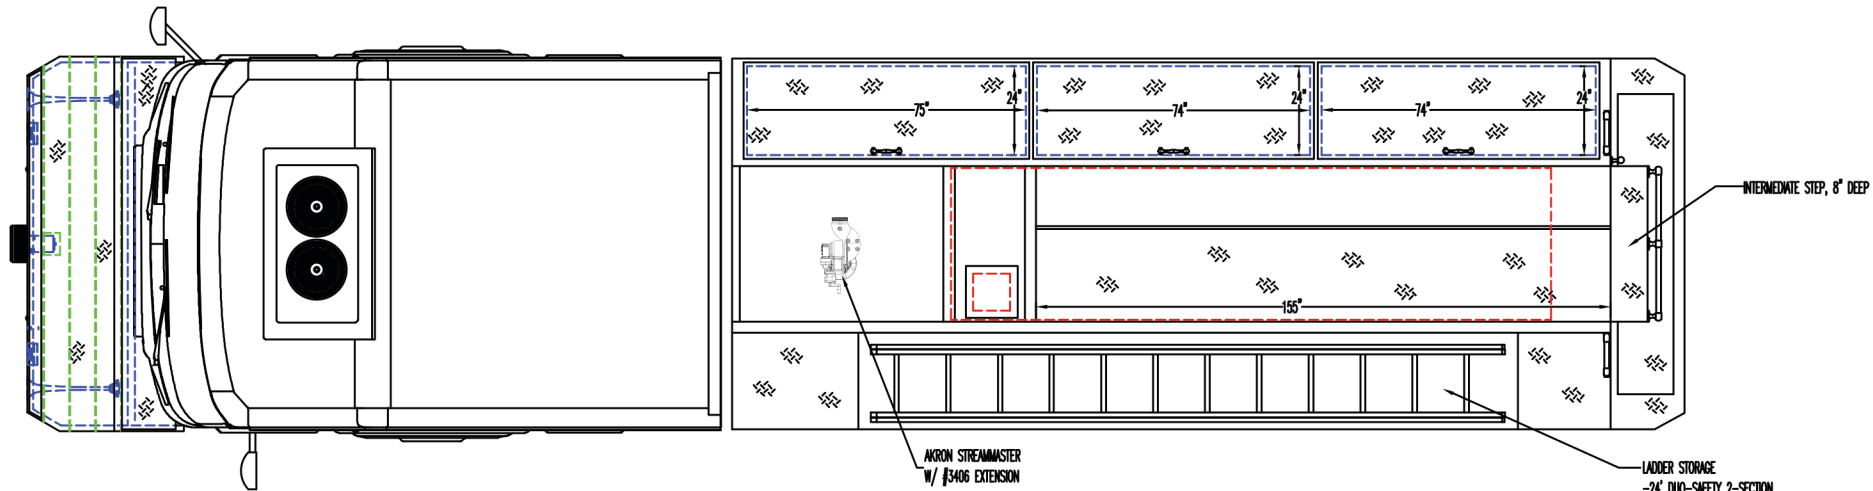 75"
24"
74"
24"
74"
24"
INTERMEDIATE STEP, 8" DEEP
155"
AKRON STREAMMASTER
W/ #3406 EXTENSION
LADDER STORAGE
-24' DUO-SAFETY 2-SECTION